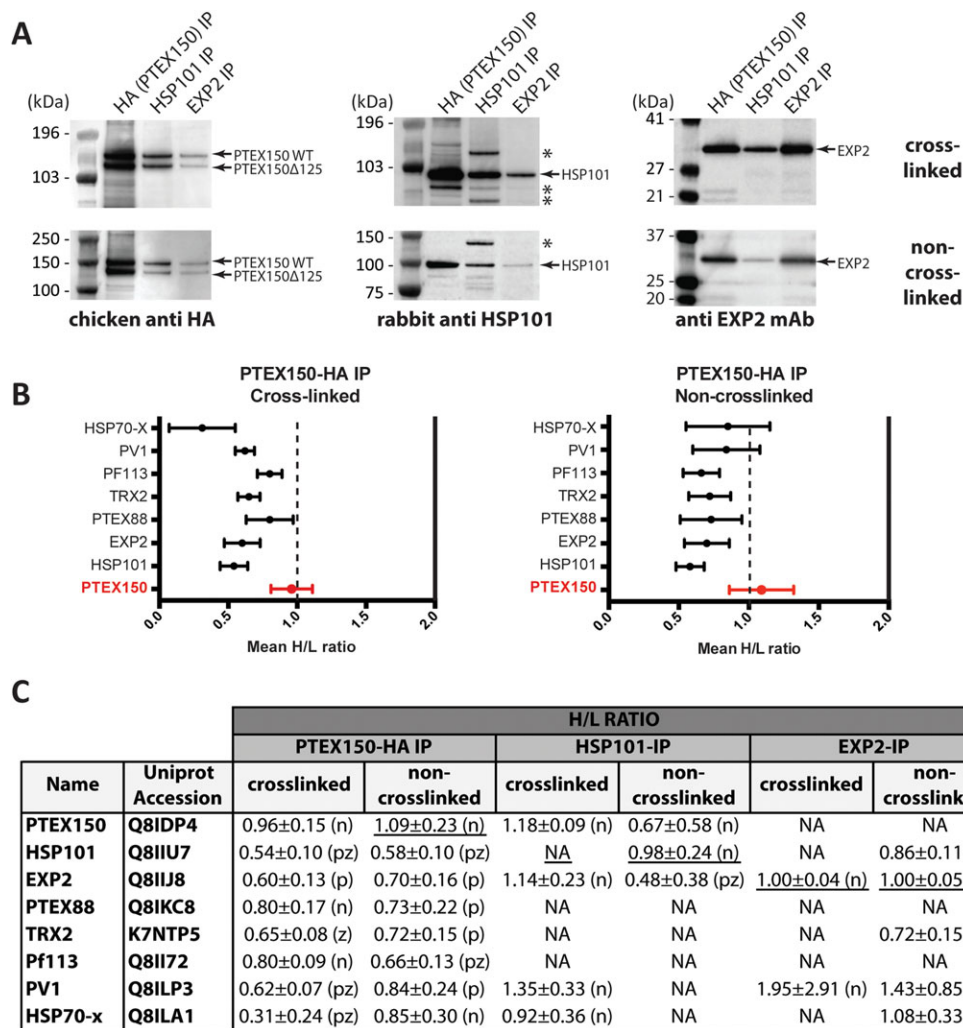 A
HA (PTEX150) IP
HSP101 IP
EXP2 IP
HA (PTEX150) IP
HSP101 IP
EXP2 IP
HA (PTEX150) IP
HSP101 IP
EXP2 IP
(kDa)
196 -
103 -
PTEX150 WT
PTEX150Δ125
(kDa)
196 -
103 -
*
HSP101
*
*
(kDa)
41 -
27 -
21 -
EXP2
cross-
linked
250 -
150 -
100 -
PTEX150 WT
PTEX150Δ125
chicken anti HA
150 -
100 -
75 -
*
HSP101
rabbit anti HSP101
37 -
25 -
20 -
EXP2
anti EXP2 mAb
non-
cross-
linked
B
PTEX150-HA IP
Cross-linked
HSP70-X
PV1
PF113
TRX2
PTEX88
EXP2
HSP101
PTEX150
0.0 0.5 1.0 1.5 2.0
Mean H/L ratio
PTEX150-HA IP
Non-crosslinked
HSP70-X
PV1
PF113
TRX2
PTEX88
EXP2
HSP101
PTEX150
0.0 0.5 1.0 1.5 2.0
Mean H/L ratio
C
H/L RATIO
PTEX150-HA IP HSP101-IP EXP2-IP
Name Uniprot Accession crosslinked non-crosslinked crosslinked non-crosslinked crosslinked non-crosslink
PTEX150 Q8IDP4 0.96±0.15 (n) 1.09±0.23 (n) 1.18±0.09 (n) 0.67±0.58 (n) NA NA
HSP101 Q8IIU7 0.54±0.10 (pz) 0.58±0.10 (pz) NA 0.98±0.24 (n) NA 0.86±0.11
EXP2 Q8IIJ8 0.60±0.13 (p) 0.70±0.16 (p) 1.14±0.23 (n) 0.48±0.38 (pz) 1.00±0.04 (n) 1.00±0.05
PTEX88 Q8IKC8 0.80±0.17 (n) 0.73±0.22 (p) NA NA NA NA
TRX2 K7NTP5 0.65±0.08 (z) 0.72±0.15 (p) NA NA NA 0.72±0.15
Pf113 Q8II72 0.80±0.09 (n) 0.66±0.13 (pz) NA NA NA NA
PV1 Q8ILP3 0.62±0.07 (pz) 0.84±0.24 (p) 1.35±0.33 (n) NA 1.95±2.91 (n) 1.43±0.85
HSP70-x Q8ILA1 0.31±0.24 (pz) 0.85±0.30 (n) 0.92±0.36 (n) NA NA 1.08±0.33